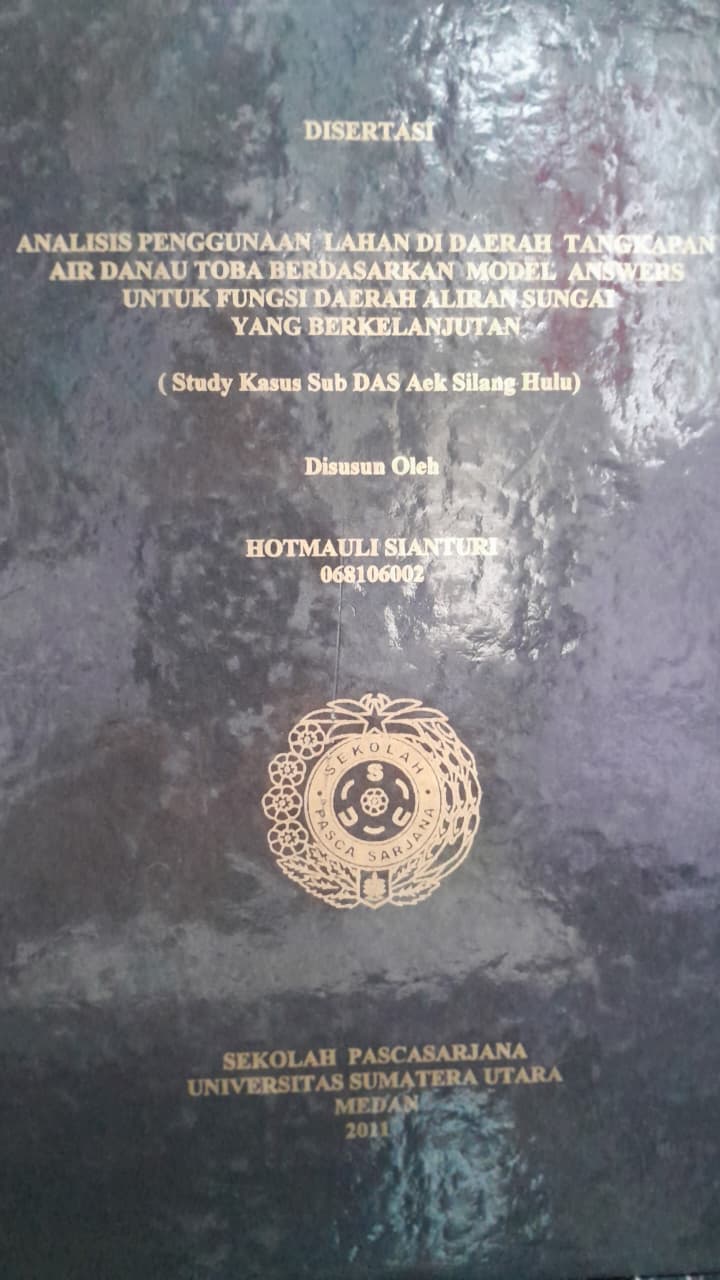 DISERTASI
ANALISIS PENGGUNAAN LAHAN DI DAERAH TANGKAPAN
AIR DANAU TOBA BERDASARKAN MODEL ANSWERS
UNTUK FUNGSI DAERAH ALIRAN SUNGAI
YANG BERKELANJUTAN
( Study Kasus Sub DAS Aek Silang Hulu)
Disusun Oleh
HOTMAULI SIANTURI
068106002
SEKOLAH
U S U
PASCA SARJANA
SEKOLAH PASCASARJANA
UNIVERSITAS SUMATERA UTARA
MEDAN
2011